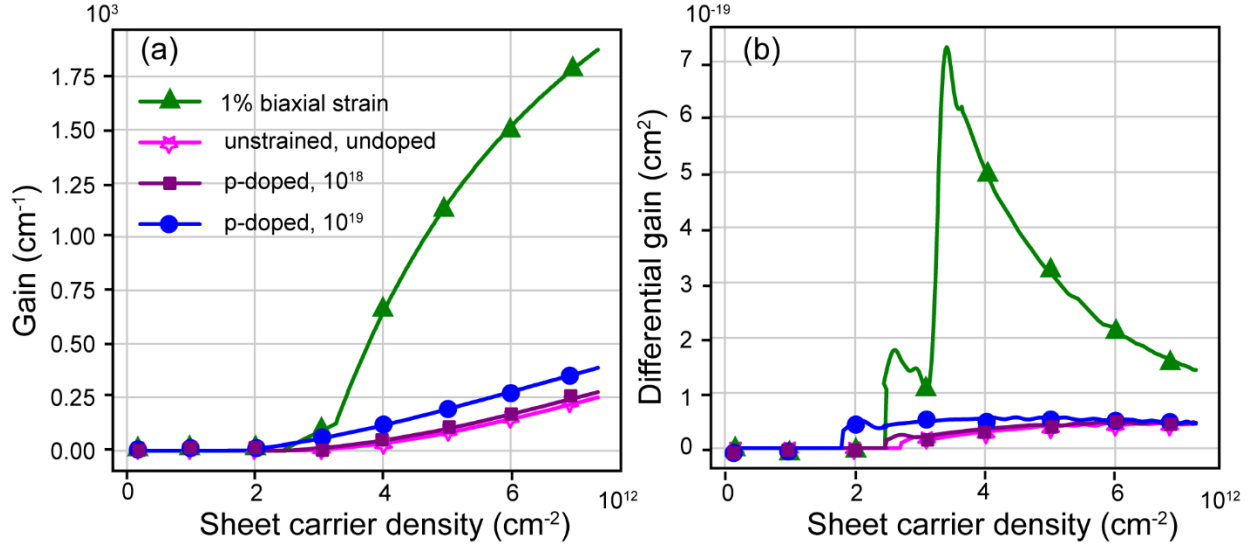 10³
(a)
1.75
1.50
1.25
1.00
0.75
0.50
0.25
0.00
Gain (cm⁻¹)
1% biaxial strain
unstrained, undoped
p-doped, 10¹⁸
p-doped, 10¹⁹
0 2 4 6 10¹²
Sheet carrier density (cm⁻²)
10⁻¹⁹
(b)
7
6
5
4
3
2
1
0
Differential gain (cm²)
0 2 4 6 10¹²
Sheet carrier density (cm⁻²)